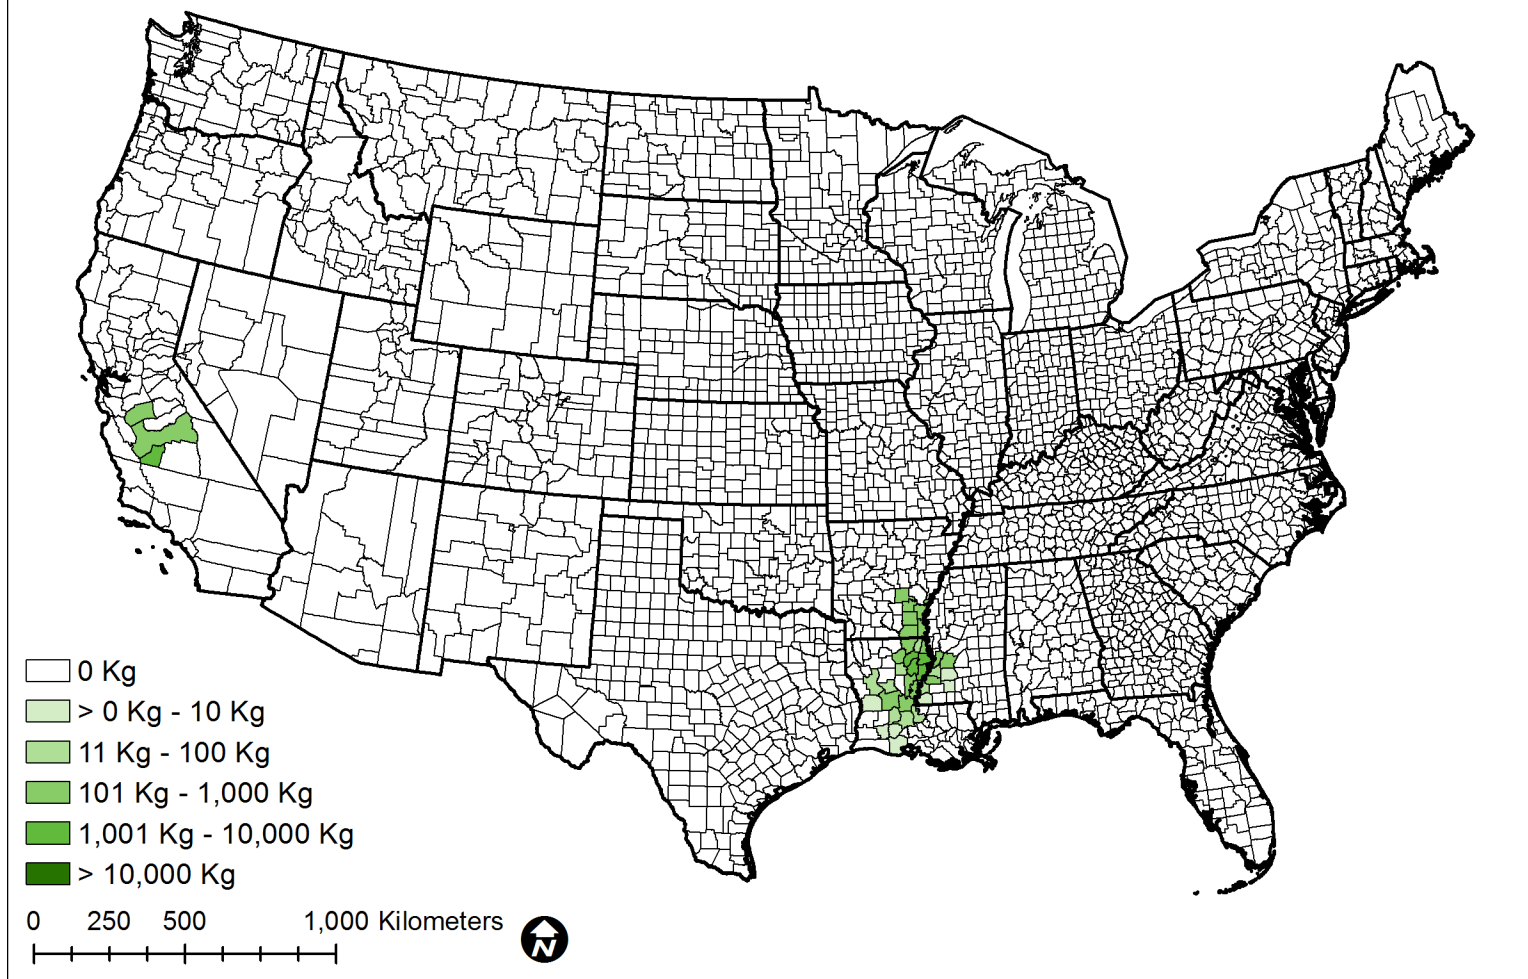 0 Kg
> 0 Kg - 10 Kg
11 Kg - 100 Kg
101 Kg - 1,000 Kg
1,001 Kg - 10,000 Kg
> 10,000 Kg
0 250 500 1,000 Kilometers
N